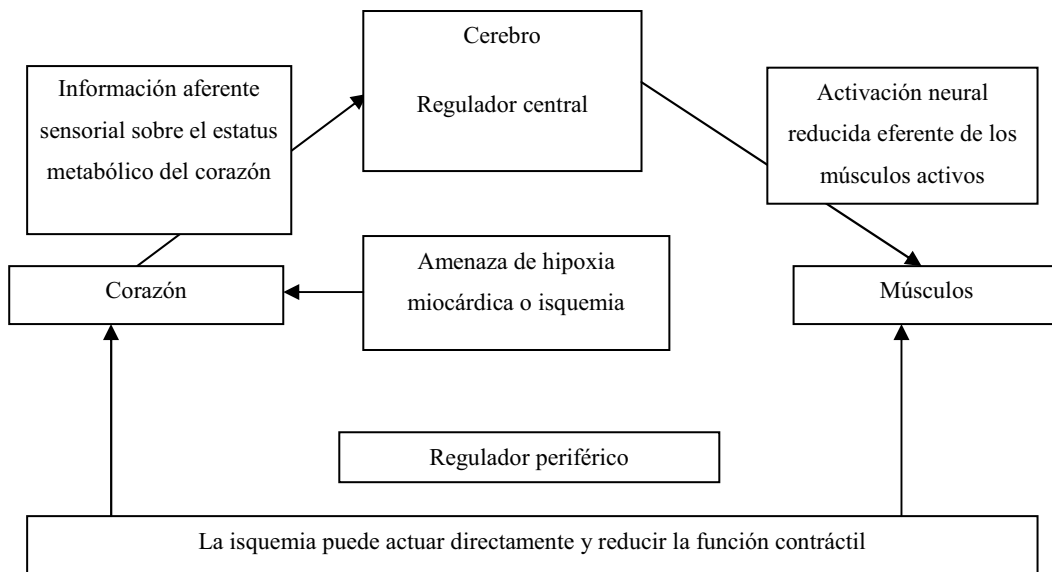 Cerebro
Regulador central
Información aferente
sensorial sobre el estatus
metabólico del corazón
Activación neural
reducida eferente de los
músculos activos
Corazón
Amenaza de hipoxia
miocárdica o isquemia
Músculos
Regulador periférico
La isquemia puede actuar directamente y reducir la función contráctil